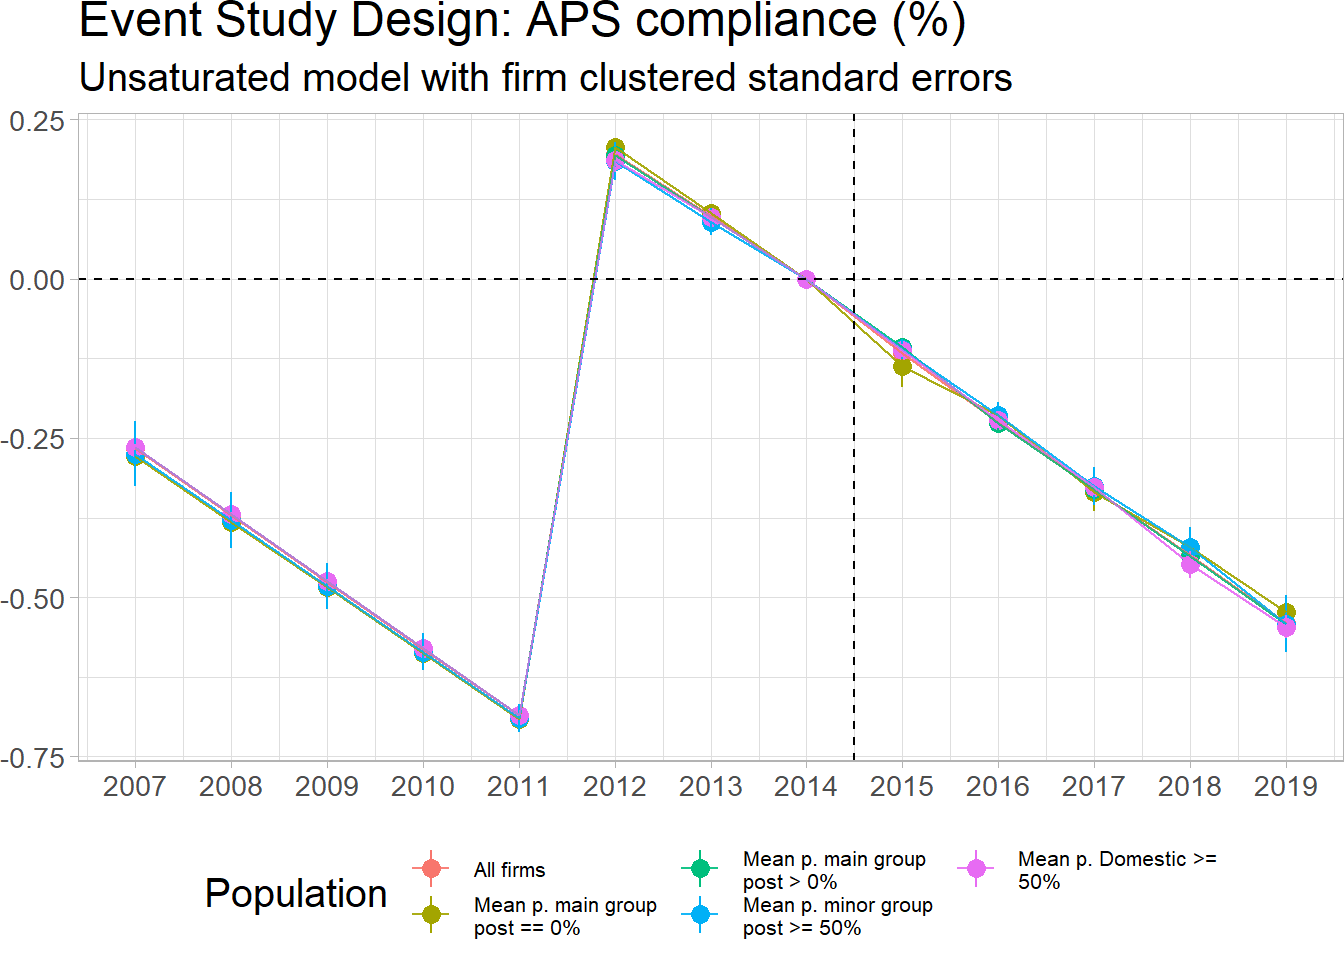 Event Study Design: APS compliance (%)
Unsaturated model with firm clustered standard errors
0.25
0.00
-0.25
-0.50
-0.75
2007 2008 2009 2010 2011 2012 2013 2014 2015 2016 2017 2018 2019
Population
All firms
Mean p. main group
post == 0%
Mean p. main group
post > 0%
Mean p. minor group
post >= 50%
Mean p. Domestic >=
50%